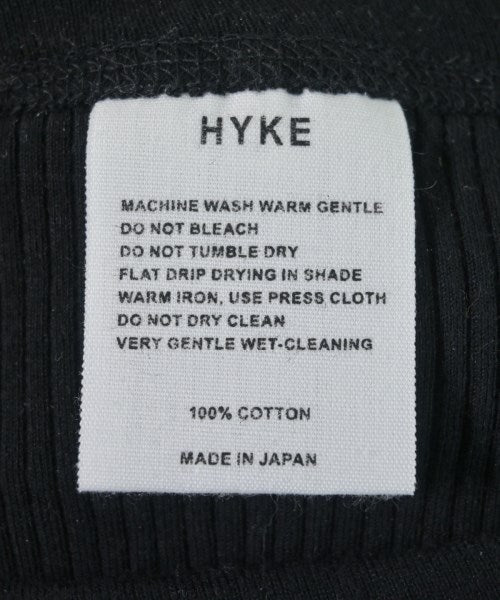 HYKE
MACHINE WASH WARM GENTLE
DO NOT BLEACH
DO NOT TUMBLE DRY
FLAT DRIP DRYING IN SHADE
WARM IRON, USE PRESS CLOTH
DO NOT DRY CLEAN
VERY GENTLE WET-CLEANING
100% COTTON
MADE IN JAPAN